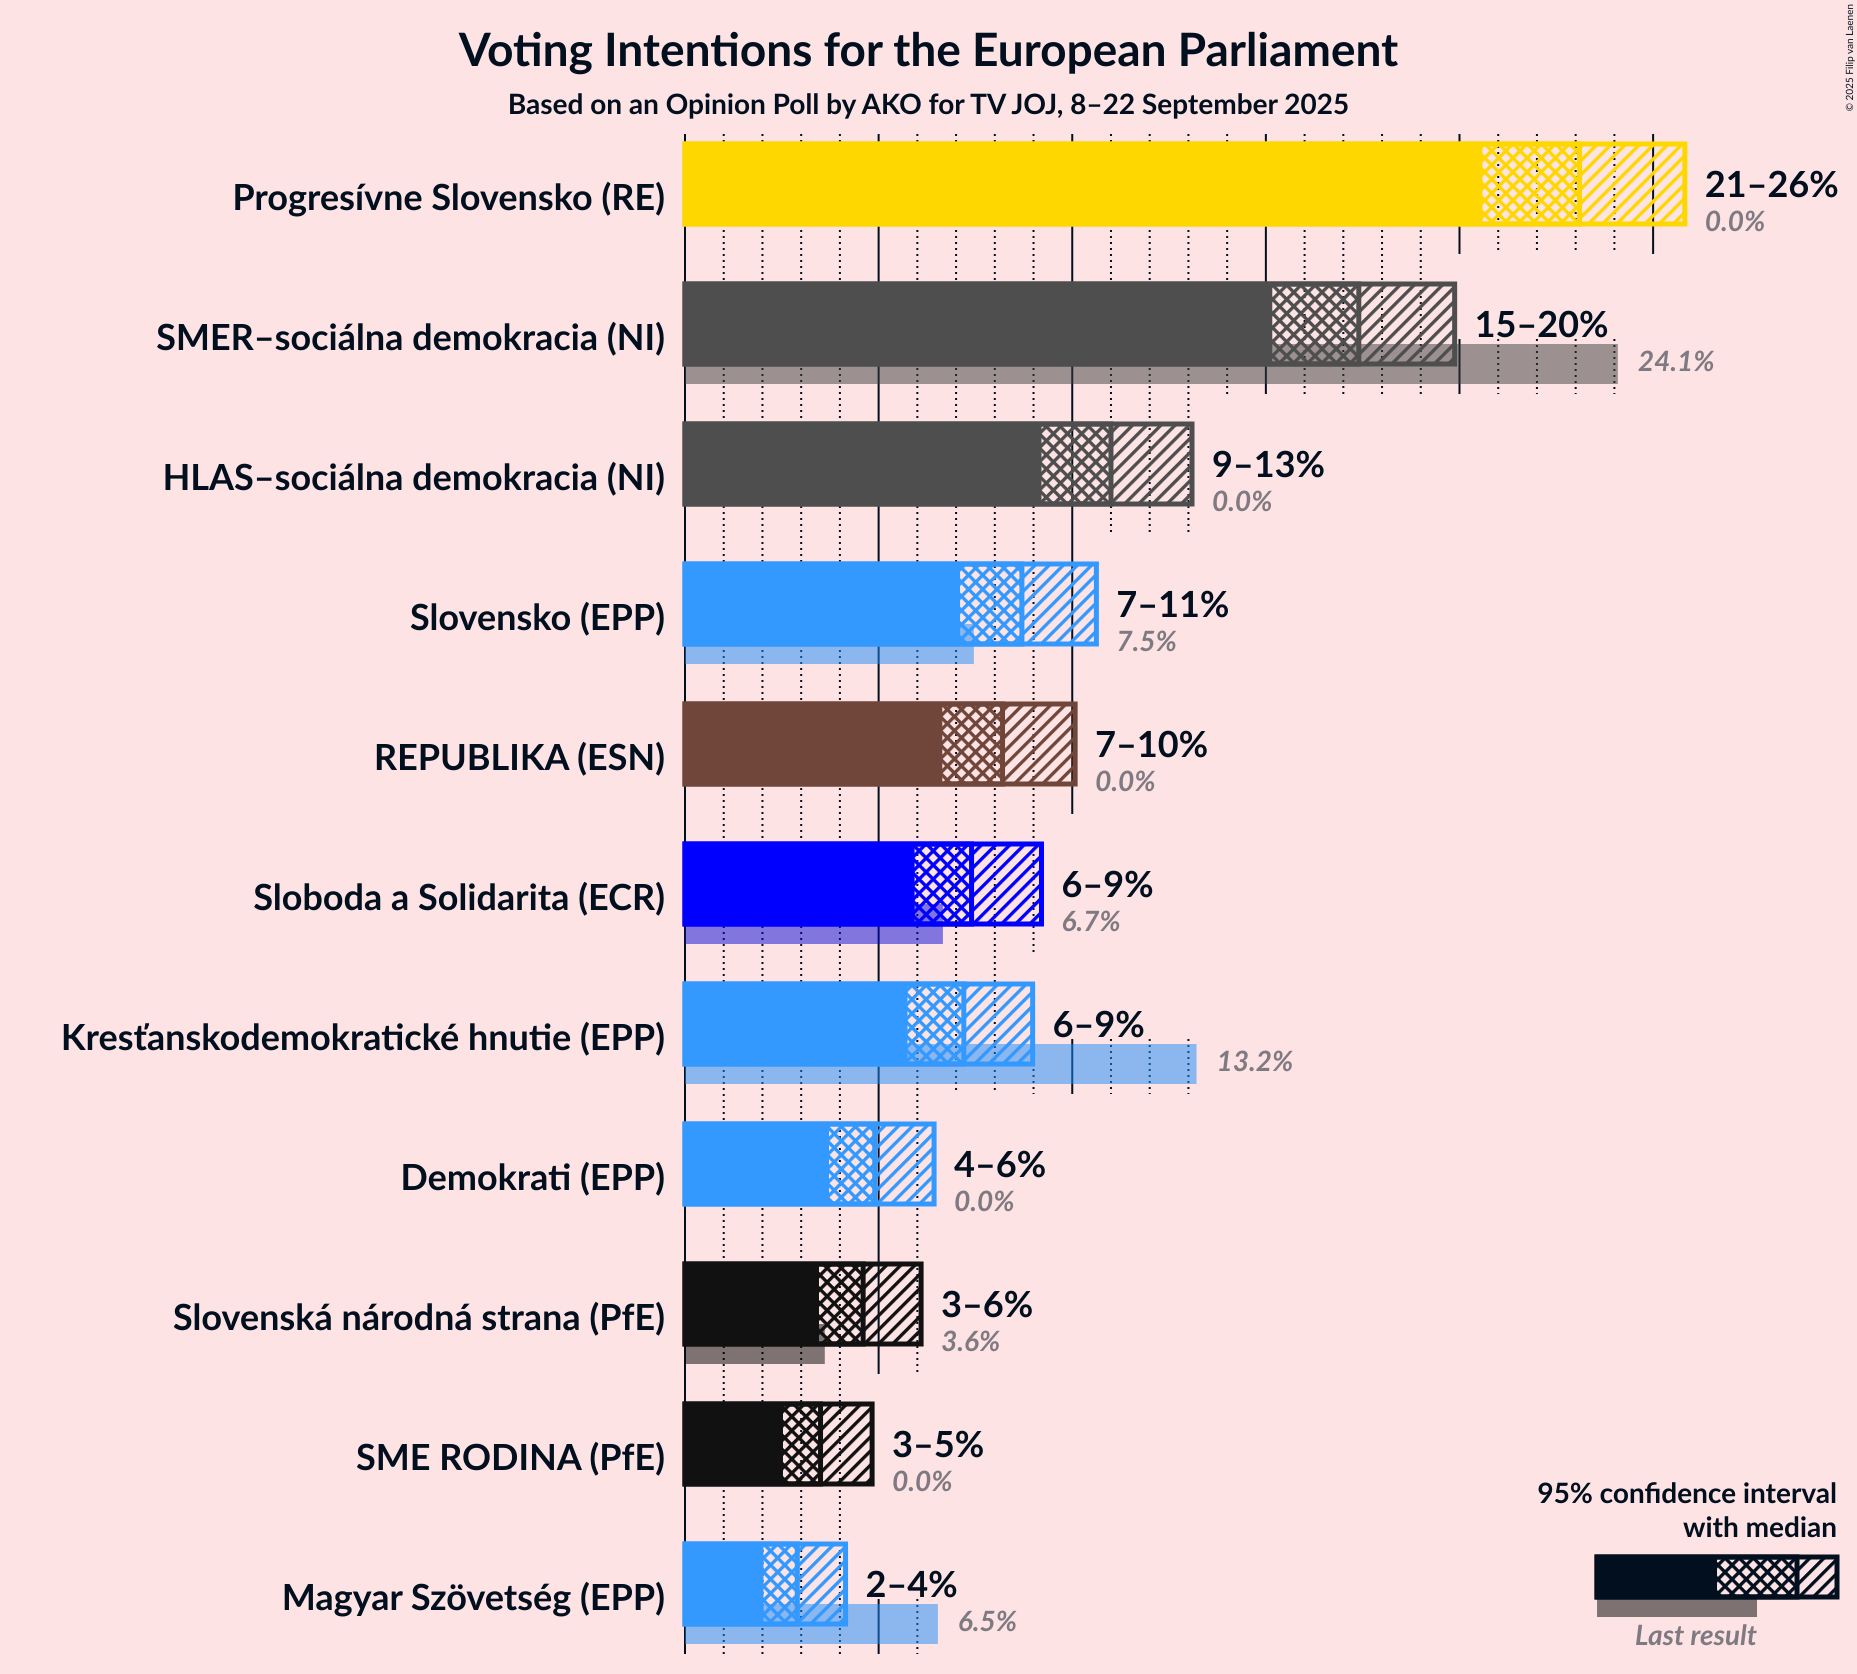 Voting Intentions for the European Parliament
Based on an Opinion Poll by AKO for TV JOJ, 8–22 September 2025
© 2025 Filip van Laenen
Progresívne Slovensko (RE)
21–26%
0.0%
SMER–sociálna demokracia (NI)
15–20%
24.1%
HLAS–sociálna demokracia (NI)
9–13%
0.0%
Slovensko (EPP)
7–11%
7.5%
REPUBLIKA (ESN)
7–10%
0.0%
Sloboda a Solidarita (ECR)
6–9%
6.7%
Kresťanskodemokratické hnutie (EPP)
6–9%
13.2%
Demokrati (EPP)
4–6%
0.0%
Slovenská národná strana (PfE)
3–6%
3.6%
SME RODINA (PfE)
3–5%
0.0%
Magyar Szövetség (EPP)
2–4%
6.5%
95% confidence interval
with median
Last result